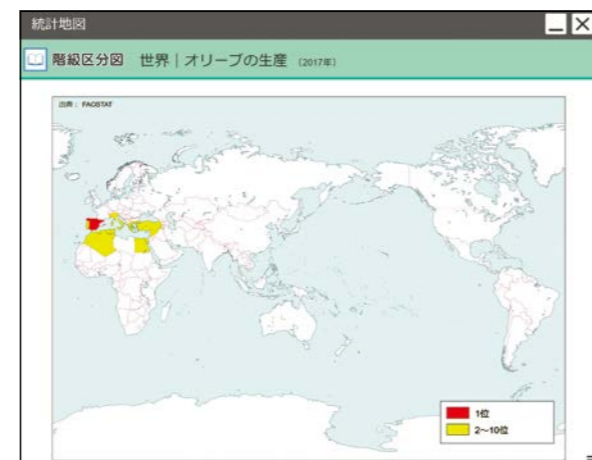 統計地図
階級区分図 世界｜オリーブの生産 (2017年)
出典： FAOSTAT
1位
2～10位